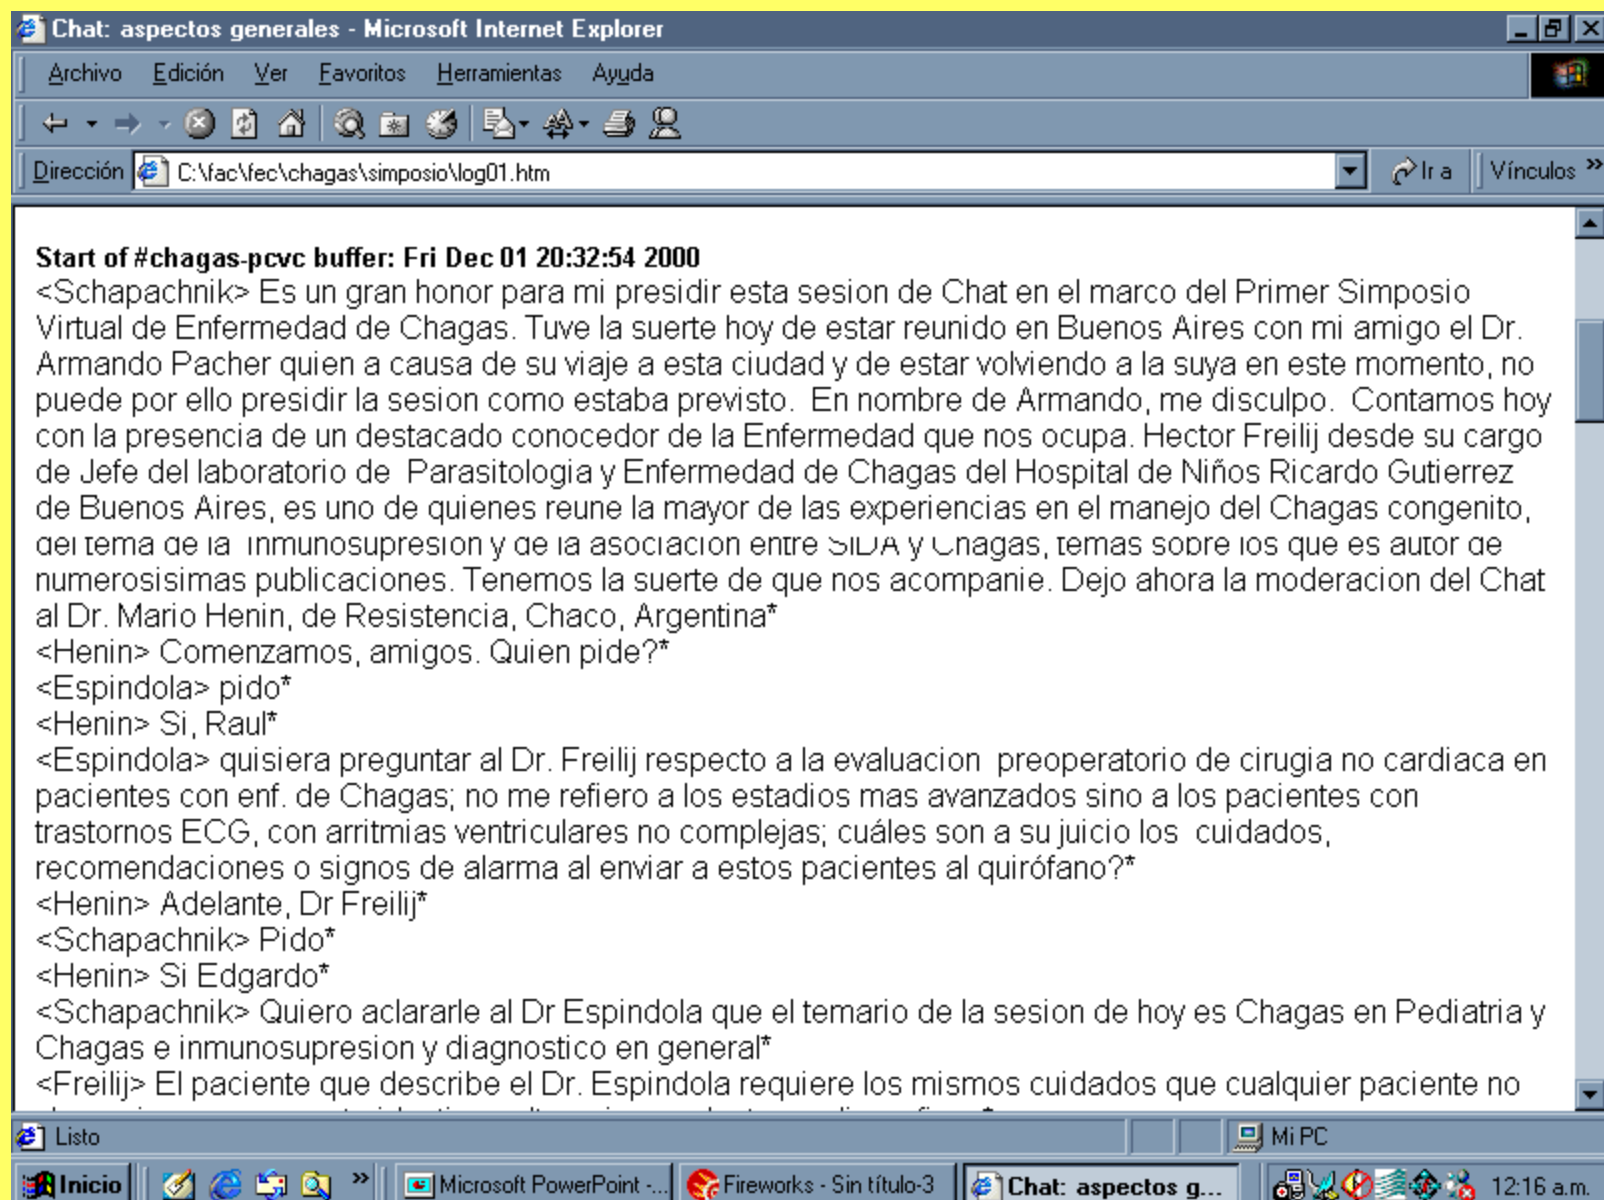 Chat: aspectos generales - Microsoft Internet Explorer
Archivo Edición Ver Favoritos Herramientas Ayuda
Dirección C:\fac\fec\chagas\simposio\log01.htm Ir a Vínculos »
Start of #chagas-pcvc buffer: Fri Dec 01 20:32:54 2000
<Schapachnik> Es un gran honor para mi presidir esta sesion de Chat en el marco del Primer Simposio
Virtual de Enfermedad de Chagas. Tuve la suerte hoy de estar reunido en Buenos Aires con mi amigo el Dr.
Armando Pacher quien a causa de su viaje a esta ciudad y de estar volviendo a la suya en este momento, no
puede por ello presidir la sesion como estaba previsto.  En nombre de Armando, me disculpo.  Contamos hoy
con la presencia de un destacado conocedor de la Enfermedad que nos ocupa. Hector Freilij desde su cargo
de Jefe del laboratorio de  Parasitologia y Enfermedad de Chagas del Hospital de Niños Ricardo Gutierrez
de Buenos Aires, es uno de quienes reune la mayor de las experiencias en el manejo del Chagas congenito,
del tema de la  inmunosupresion y de la asociacion entre SIDA y Chagas, temas sobre los que es autor de
numerosisimas publicaciones. Tenemos la suerte de que nos acompanie. Dejo ahora la moderacion del Chat
al Dr. Mario Henin, de Resistencia, Chaco, Argentina*
<Henin> Comenzamos, amigos. Quien pide?*
<Espindola> pido*
<Henin> Si, Raul*
<Espindola> quisiera preguntar al Dr. Freilij respecto a la evaluacion  preoperatorio de cirugia no cardiaca en
pacientes con enf. de Chagas; no me refiero a los estadios mas avanzados sino a los pacientes con
trastornos ECG, con arritmias ventriculares no complejas; cuáles son a su juicio los  cuidados,
recomendaciones o signos de alarma al enviar a estos pacientes al quirófano?*
<Henin> Adelante, Dr Freilij*
<Schapachnik> Pido*
<Henin> Si Edgardo*
<Schapachnik> Quiero aclararle al Dr Espindola que el temario de la sesion de hoy es Chagas en Pediatria y
Chagas e inmunosupresion y diagnostico en general*
<Freilij> El paciente que describe el Dr. Espindola requiere los mismos cuidados que cualquier paciente no
Listo Mi PC
Inicio » Microsoft PowerPoint -... Fireworks - Sin título-3 Chat: aspectos g... 12:16 a.m.